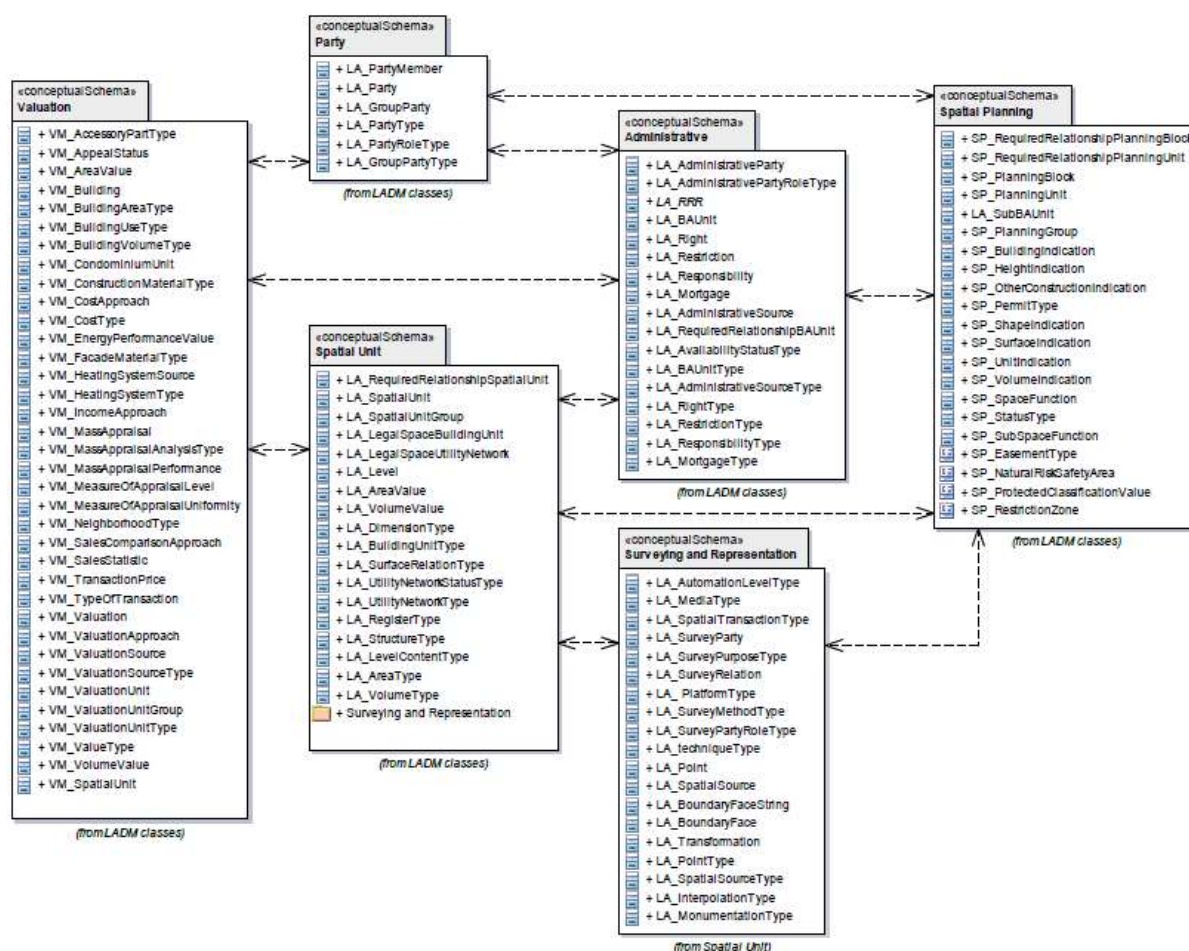 «conceptualSchema»
Party
+ LA_PartyMember
+ LA_Party
+ LA_GroupParty
+ LA_PartyType
+ LA_PartyRoleType
+ LA_GroupPartyType
(from LADM classes)
«conceptualSchema»
Valuation
+ VM_AccessoryPartType
+ VM_AppealStatus
+ VM_AreaValue
+ VM_Building
+ VM_BuildingAreaType
+ VM_BuildingUseType
+ VM_BuildingVolumeType
+ VM_CondominiumUnit
+ VM_ConstructionMaterialType
+ VM_CostApproach
+ VM_CostType
+ VM_EnergyPerformanceValue
+ VM_FacadeMaterialType
+ VM_HeatingSystemSource
+ VM_HeatingSystemType
+ VM_IncomeApproach
+ VM_MassAppraisal
+ VM_MassAppraisalAnalysisType
+ VM_MassAppraisalPerformance
+ VM_MeasureOfAppraisalLevel
+ VM_MeasureOfAppraisalUniformity
+ VM_NeighborhoodType
+ VM_SalesComparisonApproach
+ VM_SalesStatistic
+ VM_TransactionPrice
+ VM_TypeOfTransaction
+ VM_Valuation
+ VM_ValuationApproach
+ VM_ValuationSource
+ VM_ValuationSourceType
+ VM_ValuationUnit
+ VM_ValuationUnitGroup
+ VM_ValuationUnitType
+ VM_ValueType
+ VM_VolumeValue
+ VM_SpatialUnit
(from LADM classes)
«conceptualSchema»
Administrative
+ LA_AdministrativeParty
+ LA_AdministrativePartyRoleType
+ LA_RRR
+ LA_BAUnit
+ LA_Right
+ LA_Restriction
+ LA_Responsibility
+ LA_Mortgage
+ LA_AdministrativeSource
+ LA_RequiredRelationshipBAUnit
+ LA_AvailabilityStatusType
+ LA_BAUnitType
+ LA_AdministrativeSourceType
+ LA_RightType
+ LA_RestrictionType
+ LA_ResponsibilityType
+ LA_MortgageType
(from LADM classes)
«conceptualSchema»
Spatial Planning
+ SP_RequiredRelationshipPlanningBlock
+ SP_RequiredRelationshipPlanningUnit
+ SP_PlanningBlock
+ SP_PlanningUnit
+ LA_SubBAUnit
+ SP_PlanningGroup
+ SP_BuildingIndication
+ SP_HeightIndication
+ SP_OtherConstructionIndication
+ SP_PermitType
+ SP_ShapeIndication
+ SP_SurfaceIndication
+ SP_UnitIndication
+ SP_VolumeIndication
+ SP_SpaceFunction
+ SP_StatusType
+ SP_SubSpaceFunction
+ SP_EasementType
+ SP_NaturalRiskSafetyArea
+ SP_ProtectedClassificationValue
+ SP_RestrictionZone
(from LADM classes)
«conceptualSchema»
Spatial Unit
+ LA_RequiredRelationshipSpatialUnit
+ LA_SpatialUnit
+ LA_SpatialUnitGroup
+ LA_LegalSpaceBuildingUnit
+ LA_LegalSpaceUtilityNetwork
+ LA_Level
+ LA_AreaValue
+ LA_VolumeValue
+ LA_DimensionType
+ LA_BuildingUnitType
+ LA_SurfaceRelationType
+ LA_UtilityNetworkStatusType
+ LA_UtilityNetworkType
+ LA_RegisterType
+ LA_StructureType
+ LA_LevelContentType
+ LA_AreaType
+ LA_VolumeType
+ Surveying and Representation
(from LADM classes)
«conceptualSchema»
Surveying and Representation
+ LA_AutomationLevelType
+ LA_MediaType
+ LA_SpatialTransactionType
+ LA_SurveyParty
+ LA_SurveyPurposeType
+ LA_SurveyRelation
+ LA_ PlatformType
+ LA_SurveyMethodType
+ LA_SurveyPartyRoleType
+ LA_techniqueType
+ LA_Point
+ LA_SpatialSource
+ LA_BoundaryFaceString
+ LA_BoundaryFace
+ LA_Transformation
+ LA_PointType
+ LA_SpatialSourceType
+ LA_InterpolationType
+ LA_MonumentationType
(from Spatial Unit)